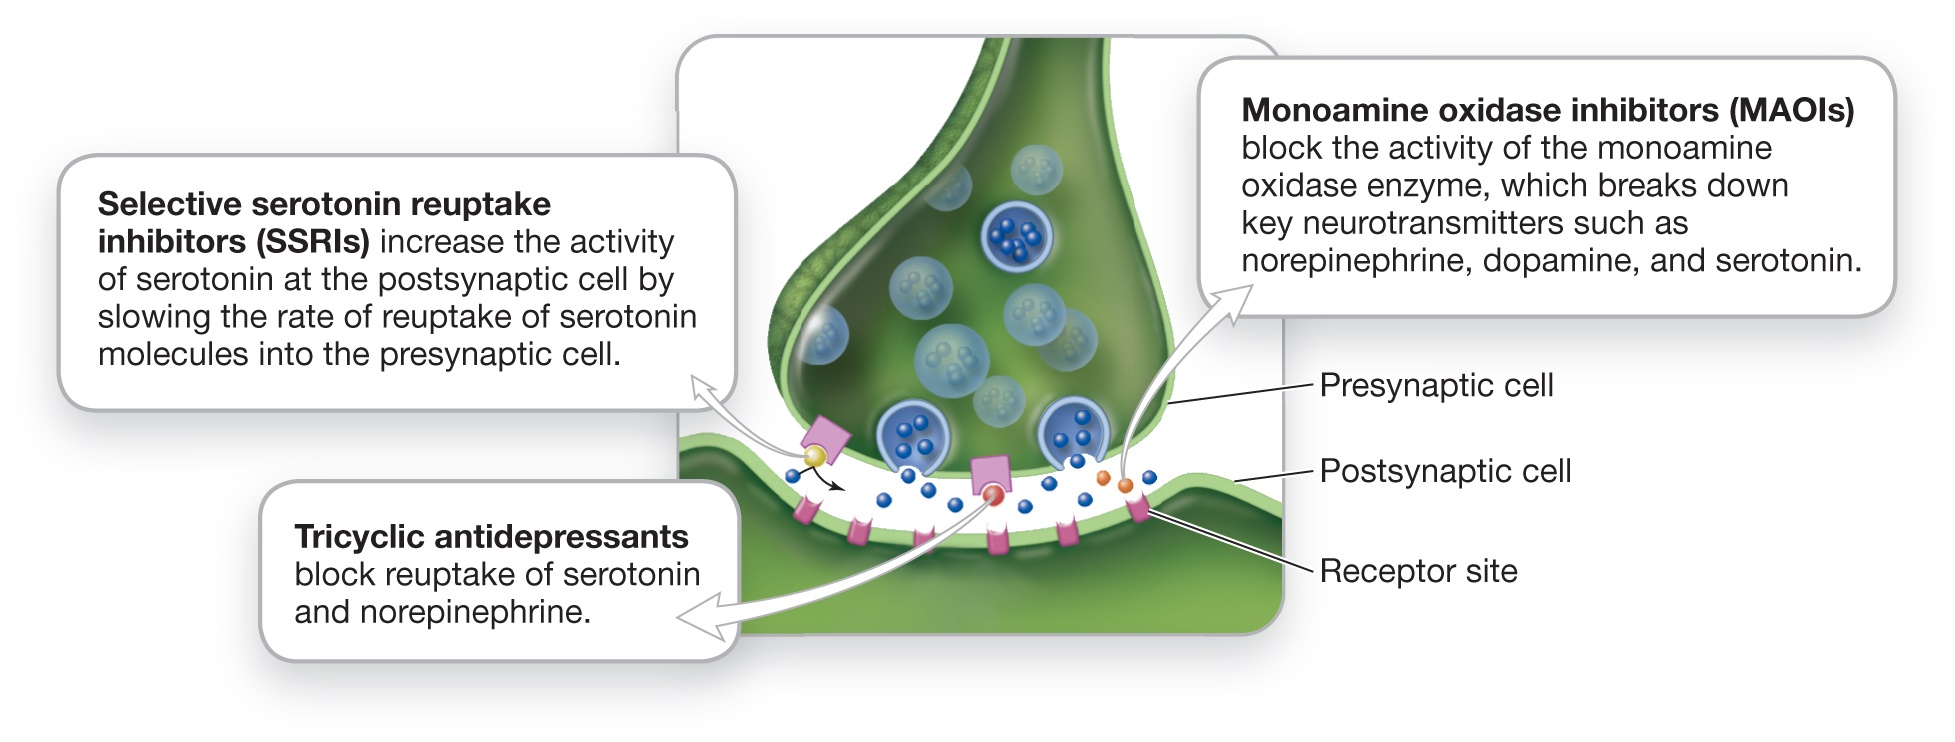 Selective serotonin reuptake
inhibitors (SSRIs) increase the activity
of serotonin at the postsynaptic cell by
slowing the rate of reuptake of serotonin
molecules into the presynaptic cell.
Tricyclic antidepressants
block reuptake of serotonin
and norepinephrine.
Monoamine oxidase inhibitors (MAOIs)
block the activity of the monoamine
oxidase enzyme, which breaks down
key neurotransmitters such as
norepinephrine, dopamine, and serotonin.
Presynaptic cell
Postsynaptic cell
Receptor site